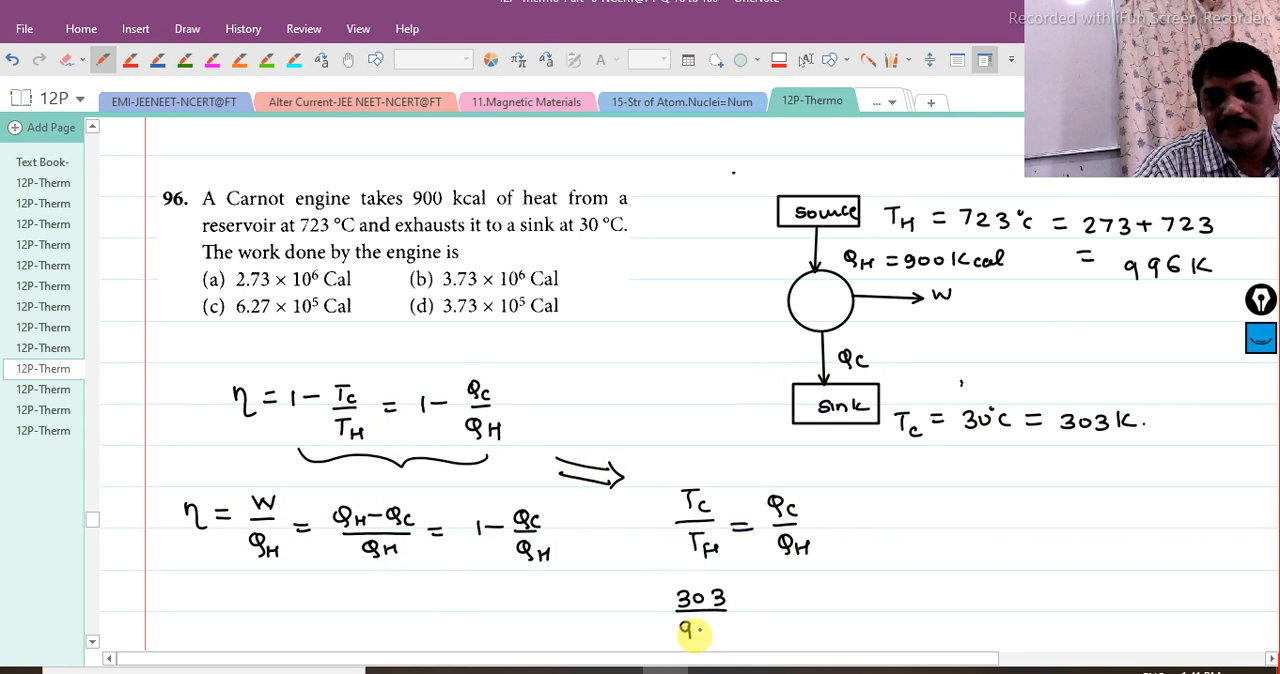 Recorded with iFun Screen Recorder
File Home Insert Draw History Review View Help
12P EMI-JEENEET-NCERT@FT Alter Current-JEE NEET-NCERT@FT 11.Magnetic Materials 15-Str of Atom.Nuclei=Num 12P-Thermo ... +
Add Page
Text Book-
12P-Therm
12P-Therm
12P-Therm
12P-Therm
12P-Therm
12P-Therm
12P-Therm
12P-Therm
12P-Therm
12P-Therm
12P-Therm
12P-Therm
12P-Therm
96. A Carnot engine takes 900 kcal of heat from a
reservoir at 723 °C and exhausts it to a sink at 30 °C.
The work done by the engine is
(a) 2.73 × 10⁶ Cal (b) 3.73 × 10⁶ Cal
(c) 6.27 × 10⁵ Cal (d) 3.73 × 10⁵ Cal
Source T_H = 723°C = 273+723
= 996K
Q_H = 900Kcal
W
Q_C
Sink T_C = 30°C = 303K.
η = 1 - T_C/T_H = 1 - Q_C/Q_H
η = W/Q_H = Q_H-Q_C/Q_H = 1 - Q_C/Q_H
T_C/T_H = Q_C/Q_H
303/9